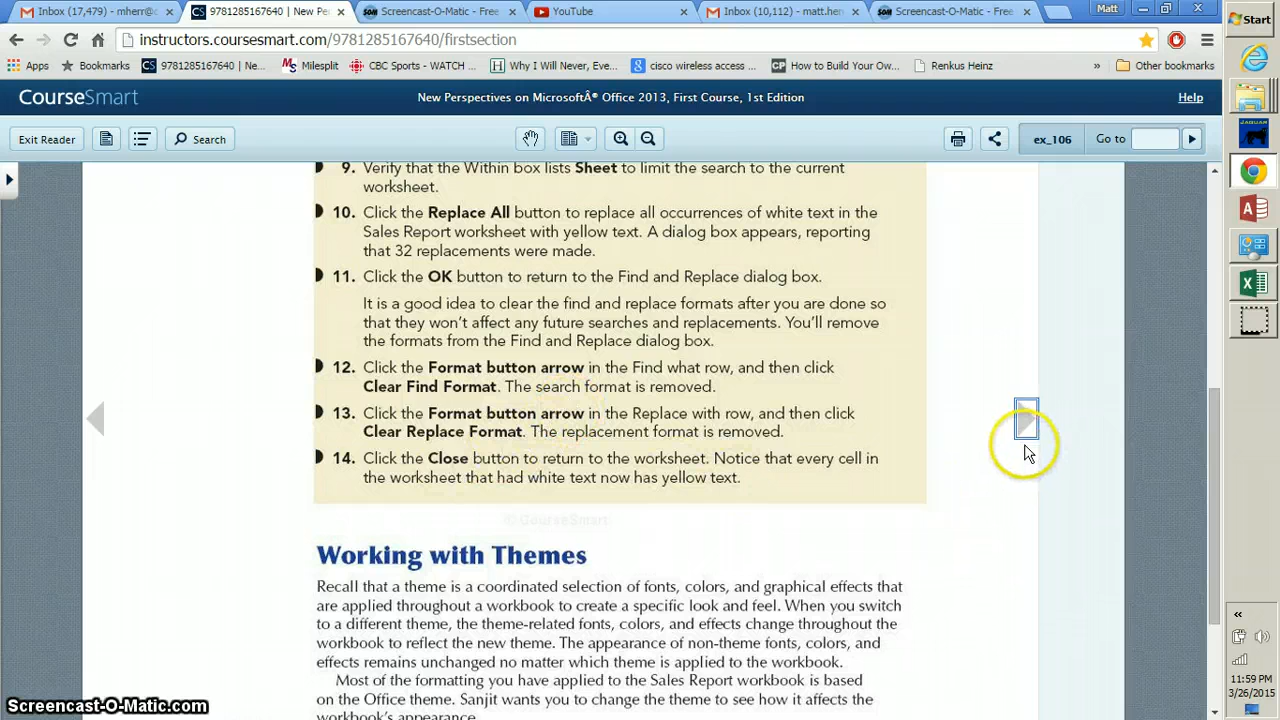 Inbox (17,479) - mherr@c
9781285167640 | New Pe
Screencast-O-Matic - Free
YouTube
Inbox (10,112) - matt.her
Screencast-O-Matic - Free
Matt
Start
instructors.coursesmart.com/9781285167640/firstsection
Apps
Bookmarks
9781285167640 | Ne...
Milesplit
CBC Sports - WATCH ...
Why I Will Never, Eve...
cisco wireless access ...
How to Build Your Ow...
Renkus Heinz
»
Other bookmarks
CourseSmart
New Perspectives on MicrosoftÂ® Office 2013, First Course, 1st Edition
Help
Exit Reader
Search
ex_106
Go to
9. Verify that the Within box lists Sheet to limit the search to the current
worksheet.
10. Click the Replace All button to replace all occurrences of white text in the
Sales Report worksheet with yellow text. A dialog box appears, reporting
that 32 replacements were made.
11. Click the OK button to return to the Find and Replace dialog box.
It is a good idea to clear the find and replace formats after you are done so
that they won't affect any future searches and replacements. You'll remove
the formats from the Find and Replace dialog box.
12. Click the Format button arrow in the Find what row, and then click
Clear Find Format. The search format is removed.
13. Click the Format button arrow in the Replace with row, and then click
Clear Replace Format. The replacement format is removed.
14. Click the Close button to return to the worksheet. Notice that every cell in
the worksheet that had white text now has yellow text.
© CourseSmart
Working with Themes
Recall that a theme is a coordinated selection of fonts, colors, and graphical effects that
are applied throughout a workbook to create a specific look and feel. When you switch
to a different theme, the theme-related fonts, colors, and effects change throughout the
workbook to reflect the new theme. The appearance of non-theme fonts, colors, and
effects remains unchanged no matter which theme is applied to the workbook.
Most of the formatting you have applied to the Sales Report workbook is based
on the Office theme. Sanjit wants you to change the theme to see how it affects the
workbook's appearance.
«
11:59 PM
3/26/2015
Screencast-O-Matic.com